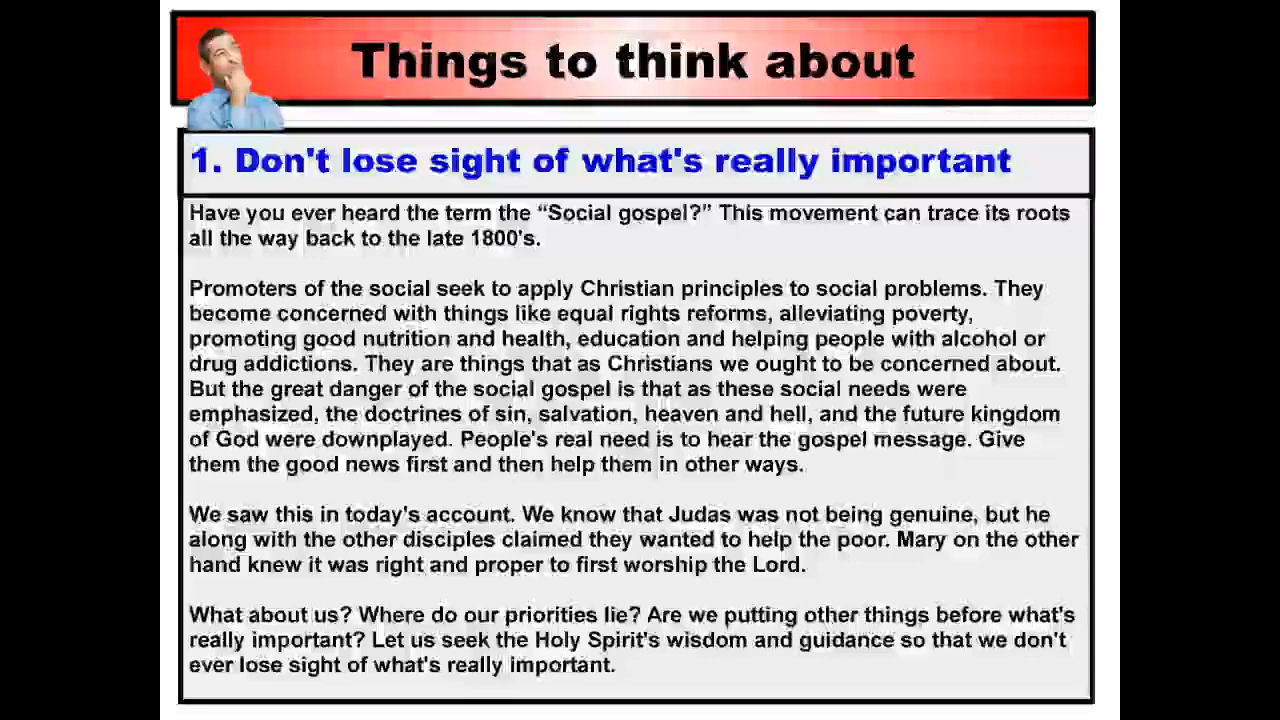 Things to think about
1. Don't lose sight of what's really important
Have you ever heard the term the “Social gospel?” This movement can trace its roots
all the way back to the late 1800's.
Promoters of the social seek to apply Christian principles to social problems. They
become concerned with things like equal rights reforms, alleviating poverty,
promoting good nutrition and health, education and helping people with alcohol or
drug addictions. They are things that as Christians we ought to be concerned about.
But the great danger of the social gospel is that as these social needs were
emphasized, the doctrines of sin, salvation, heaven and hell, and the future kingdom
of God were downplayed. People's real need is to hear the gospel message. Give
them the good news first and then help them in other ways.
We saw this in today's account. We know that Judas was not being genuine, but he
along with the other disciples claimed they wanted to help the poor. Mary on the other
hand knew it was right and proper to first worship the Lord.
What about us? Where do our priorities lie? Are we putting other things before what's
really important? Let us seek the Holy Spirit's wisdom and guidance so that we don't
ever lose sight of what's really important.